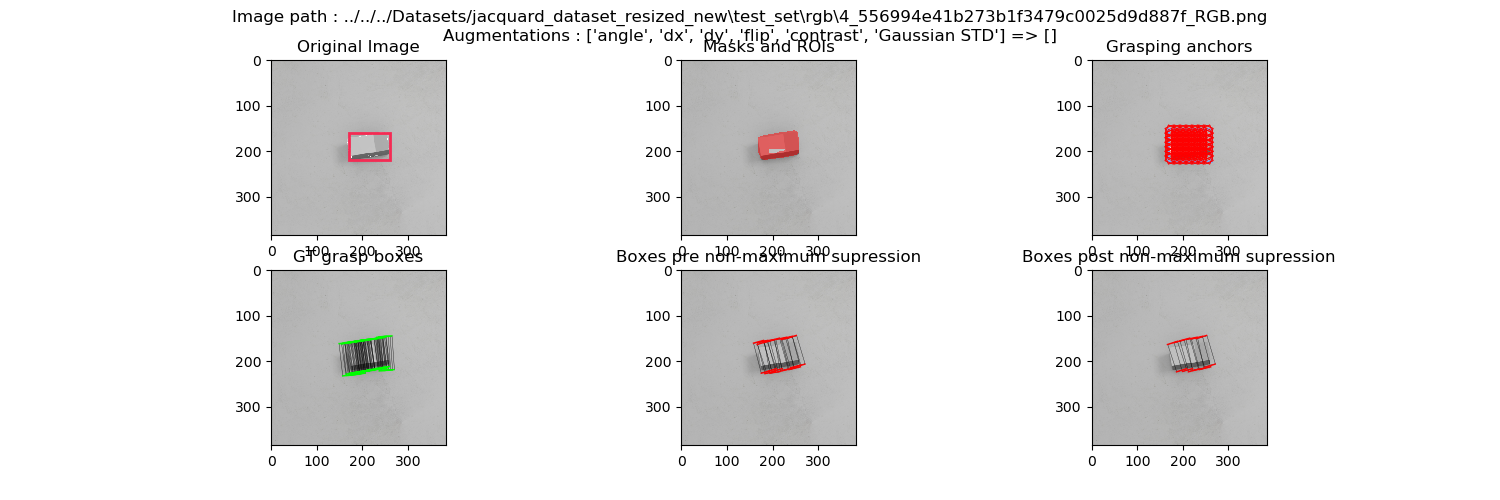 Image path : ../../../Datasets/jacquard_dataset_resized_new\test_set\rgb\4_556994e41b273b1f3479c0025d9d887f_RGB.png
Augmentations : ['angle', 'dx', 'dy', 'flip', 'contrast', 'Gaussian STD'] => []
Original Image
Masks and ROIs
Grasping anchors
0
100
200
300
0 100 200 300
0
100
200
300
0 100 200 300
0
100
200
300
0 100 200 300
GT grasp boxes
Boxes pre non-maximum supression
Boxes post non-maximum supression
0
100
200
300
0 100 200 300
0
100
200
300
0 100 200 300
0
100
200
300
0 100 200 300